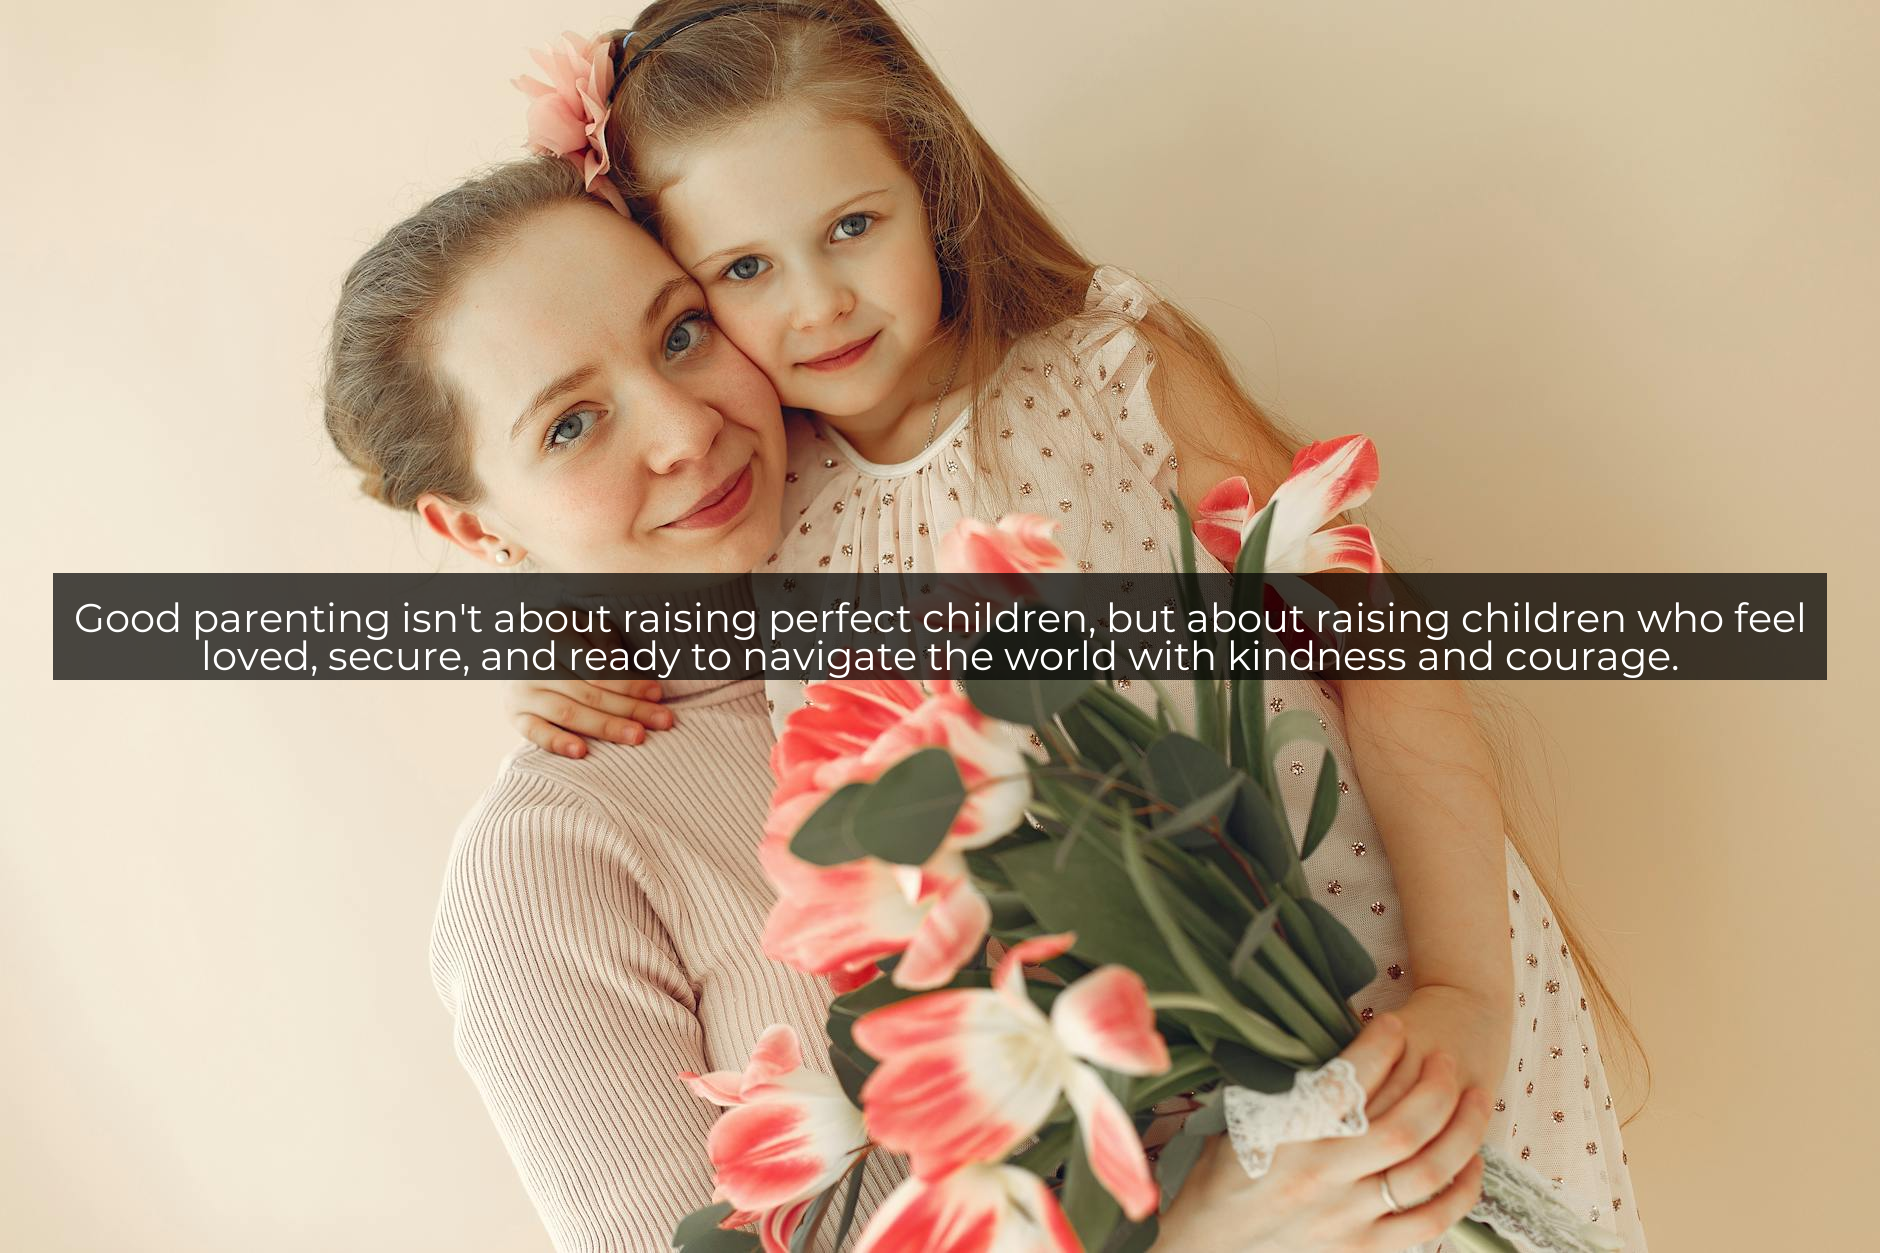 Good parenting isn't about raising perfect children, but about raising children who feel
loved, secure, and ready to navigate the world with kindness and courage.